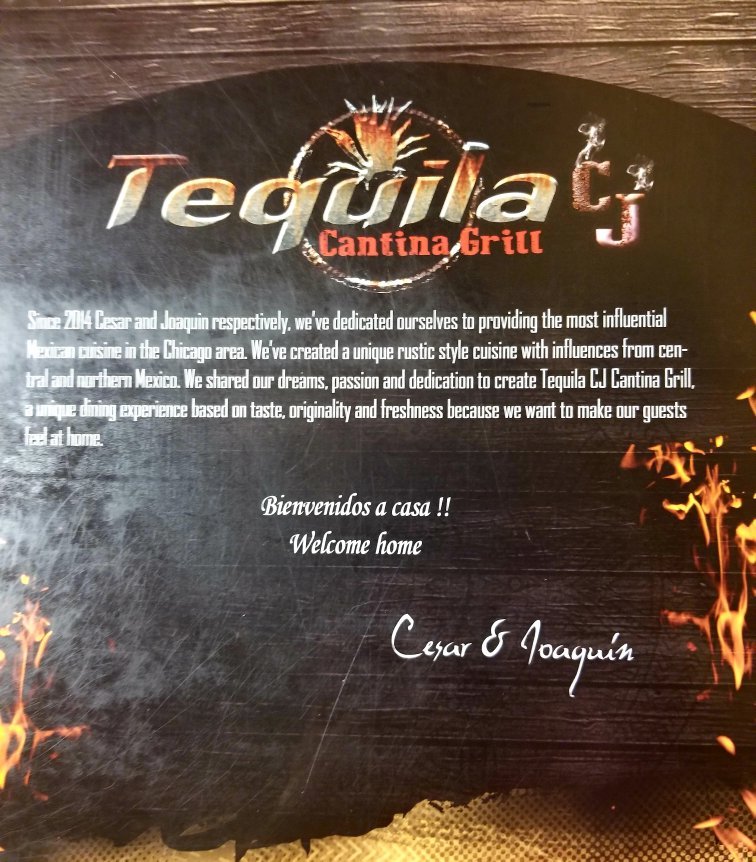 Tequila CJ
Cantina Grill
Since 2014 Cesar and Joaquin respectively, we've dedicated ourselves to providing the most influential
Mexican cuisine in the Chicago area. We've created a unique rustic style cuisine with influences from cen-
tral and northern Mexico. We shared our dreams, passion and dedication to create Tequila CJ Cantina Grill,
a unique dining experience based on taste, originality and freshness because we want to make our guests
feel at home.
Bienvenidos a casa !!
Welcome home
Cesar & Joaquín